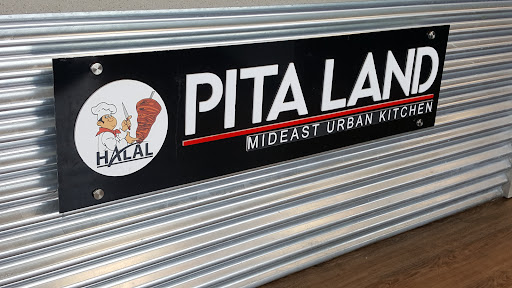 HALAL
PITA LAND
MIDEAST URBAN KITCHEN